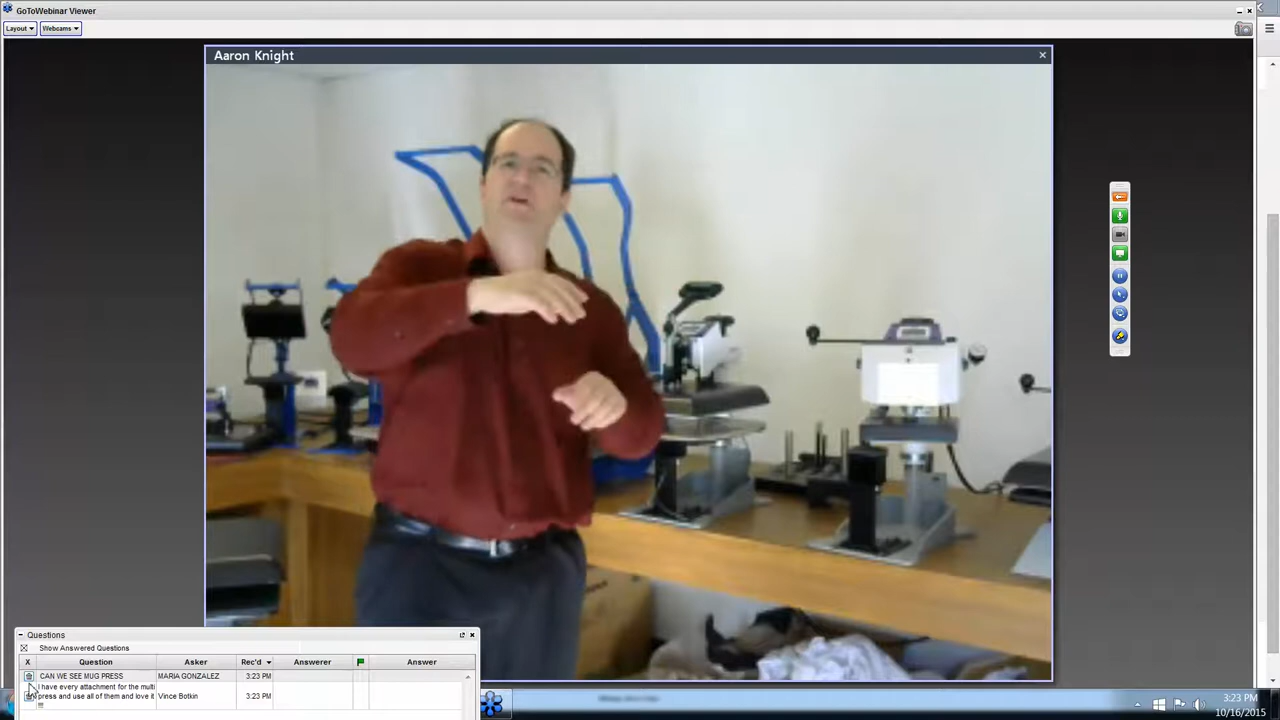 GoToWebinar Viewer
Layout
Webcams
Aaron Knight
Questions
Show Answered Questions
X Question Asker Rec'd Answerer Answer
CAN WE SEE MUG PRESS MARIA GONZALEZ 3:23 PM
I have every attachment for the multi
press and use all of them and love it Vince Botkin 3:23 PM
!!!
3:23 PM
10/16/2015